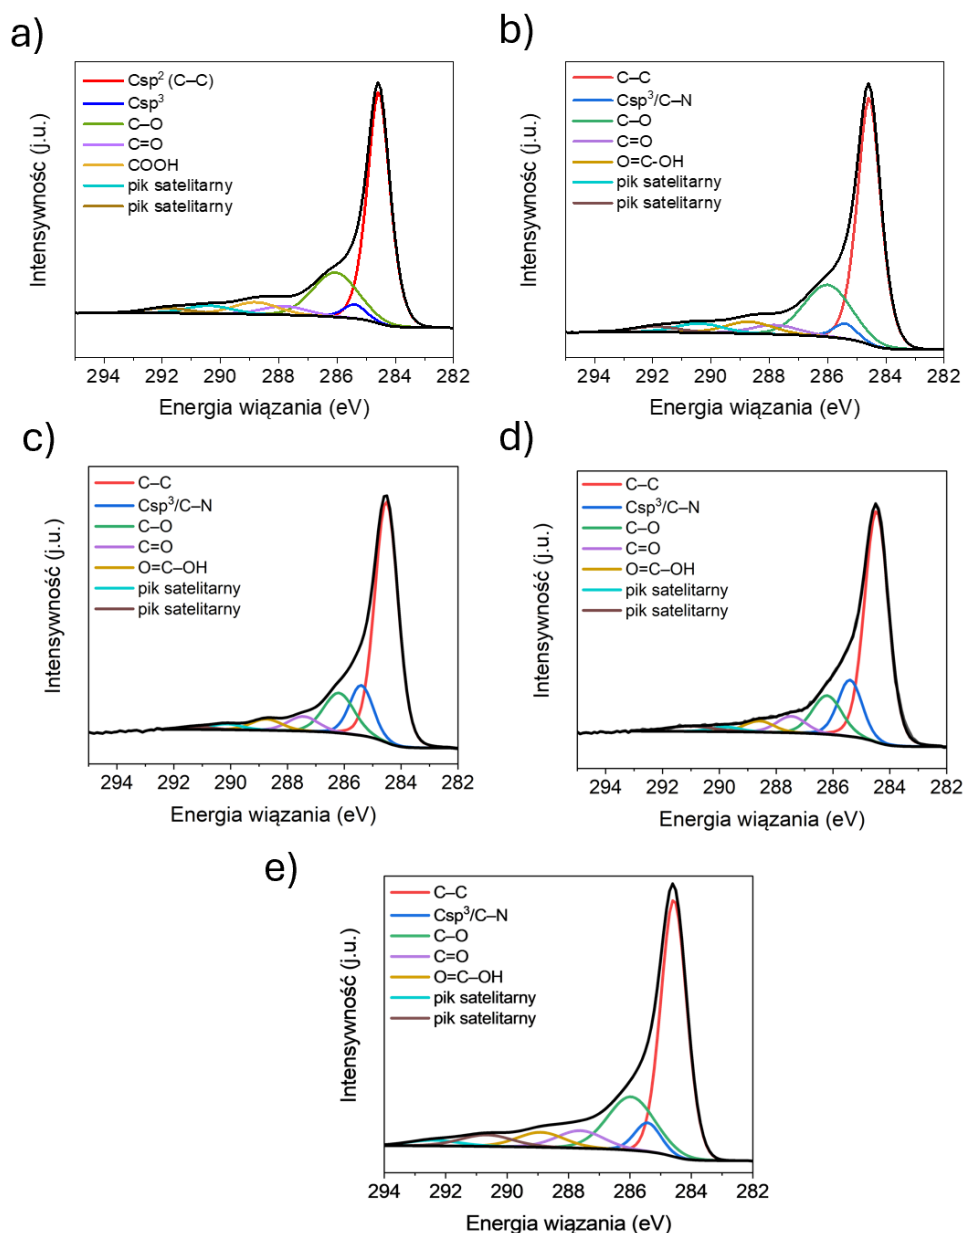 a)
Csp² (C–C)
Csp³
C–O
C=O
COOH
pik satelitarny
pik satelitarny
Intensywność (j.u.)
294 292 290 288 286 284 282
Energia wiązania (eV)
b)
C–C
Csp³/C–N
C–O
C=O
O=C-OH
pik satelitarny
pik satelitarny
Intensywność (j.u.)
294 292 290 288 286 284 282
Energia wiązania (eV)
c)
C–C
Csp³/C–N
C–O
C=O
O=C–OH
pik satelitarny
pik satelitarny
Intensywność (j.u.)
294 292 290 288 286 284 282
Energia wiązania (eV)
d)
C–C
Csp³/C–N
C–O
C=O
O=C–OH
pik satelitarny
pik satelitarny
Intensywność (j.u.)
294 292 290 288 286 284 282
Energia wiązania (eV)
e)
C–C
Csp³/C–N
C–O
C=O
O=C–OH
pik satelitarny
pik satelitarny
Intensywność (j.u.)
294 292 290 288 286 284 282
Energia wiązania (eV)